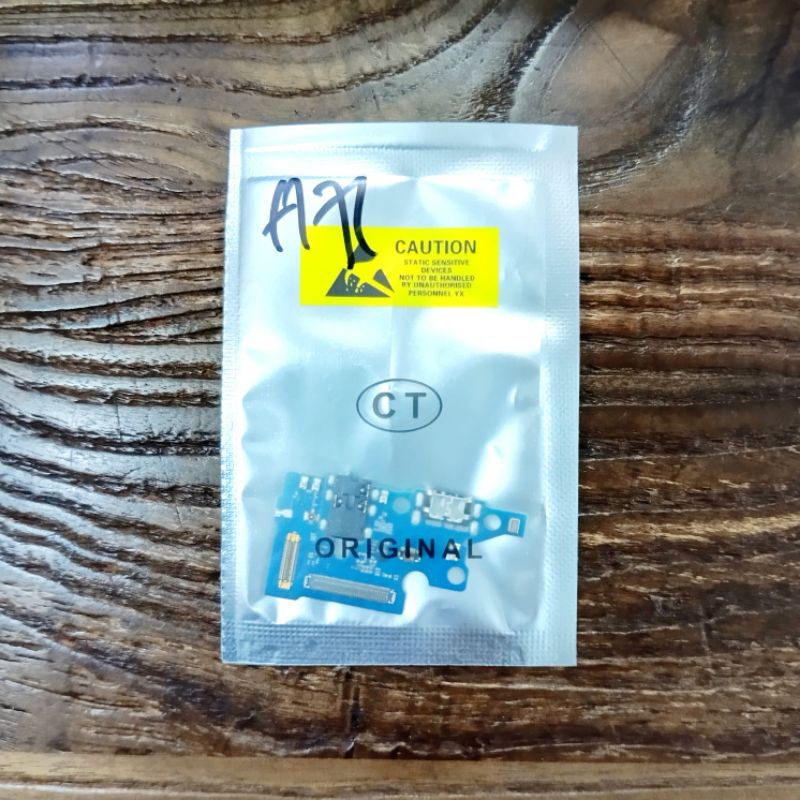 A71
CAUTION
STATIC SENSITIVE
DEVICES
NOT TO BE HANDLED
BY UNAUTHORISED
PERSONNEL YX
CT
ORIGINAL